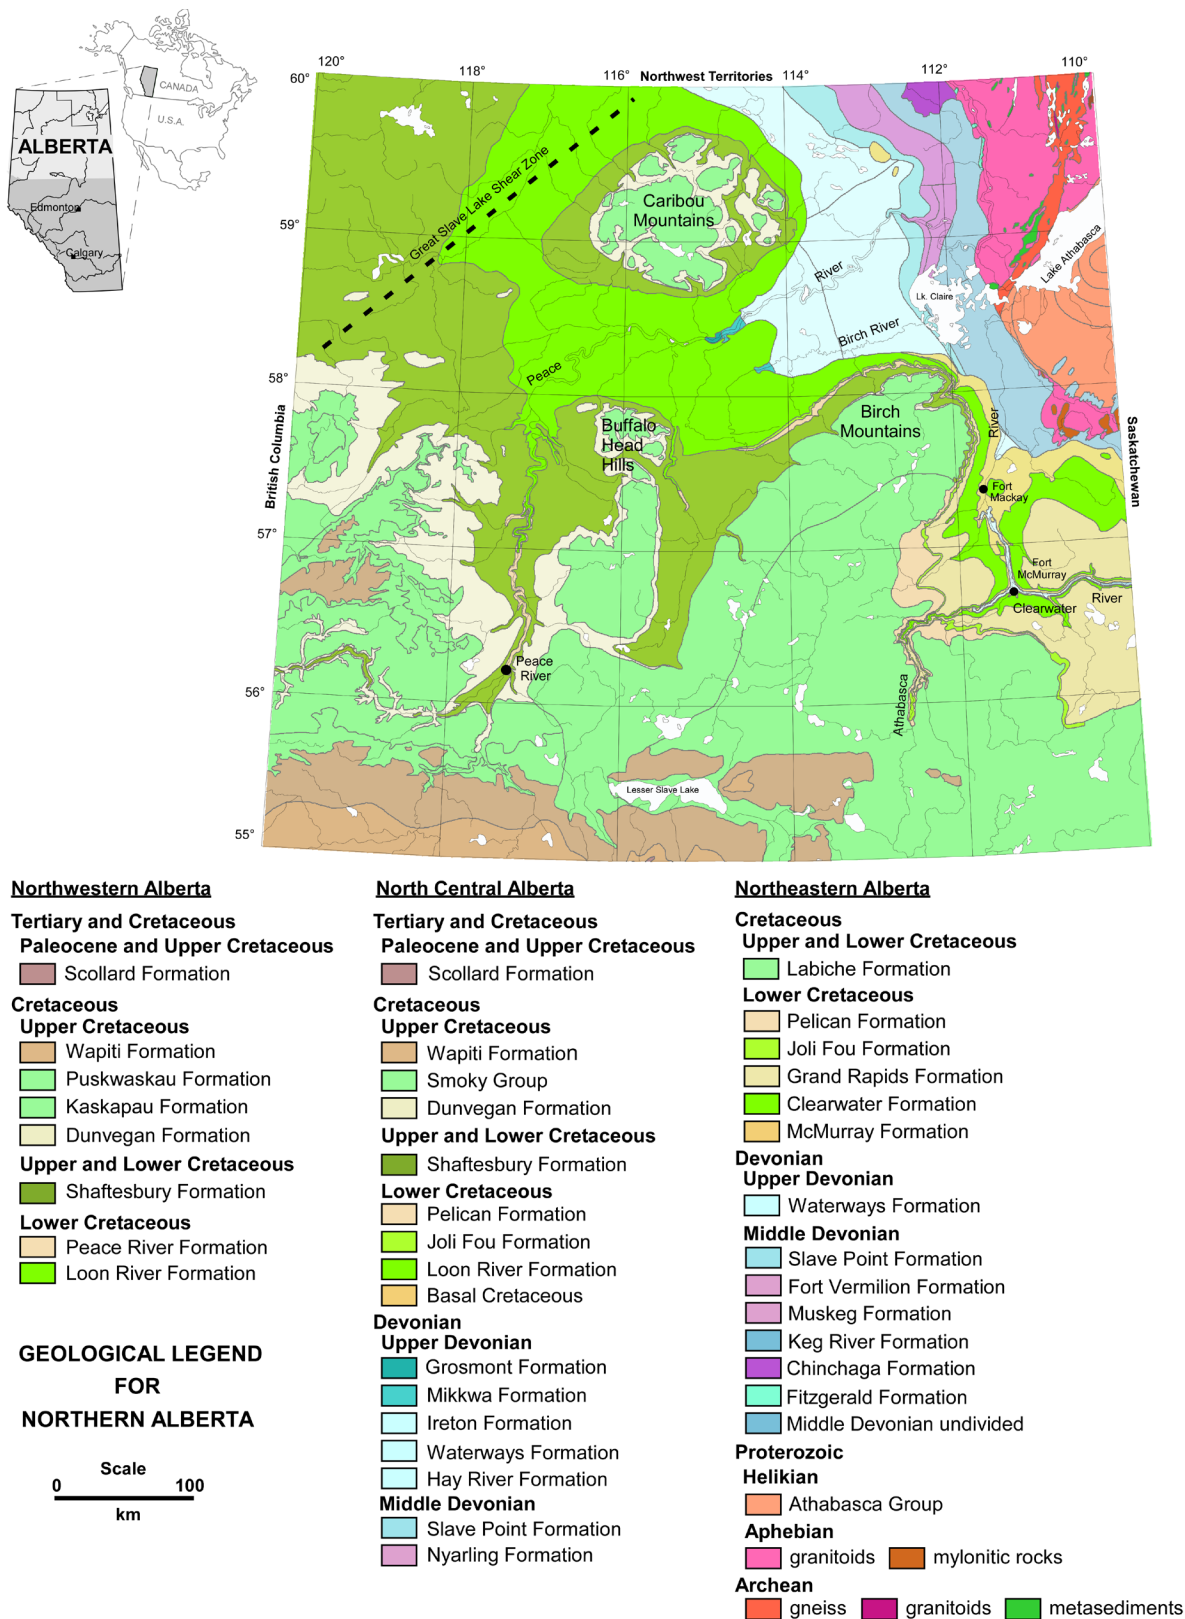 CANADA
U.S.A.
ALBERTA
Edmonton
Calgary
120°
118°
116°
Northwest Territories
114°
112°
110°
60°
59°
58°
57°
56°
55°
British Columbia
Saskatchewan
Great Slave Lake Shear Zone
Caribou
Mountains
River
Birch River
Peace
Lk. Claire
Lake Athabasca
Buffalo
Head
Hills
Birch
Mountains
River
Fort
Mackay
Fort
McMurray
Clearwater
River
Peace
River
Athabasca
Lesser Slave Lake
Northwestern Alberta
Tertiary and Cretaceous
Paleocene and Upper Cretaceous
Scollard Formation
Cretaceous
Upper Cretaceous
Wapiti Formation
Puskwaskau Formation
Kaskapau Formation
Dunvegan Formation
Upper and Lower Cretaceous
Shaftesbury Formation
Lower Cretaceous
Peace River Formation
Loon River Formation
GEOLOGICAL LEGEND
FOR
NORTHERN ALBERTA
Scale
0 100
km
North Central Alberta
Tertiary and Cretaceous
Paleocene and Upper Cretaceous
Scollard Formation
Cretaceous
Upper Cretaceous
Wapiti Formation
Smoky Group
Dunvegan Formation
Upper and Lower Cretaceous
Shaftesbury Formation
Lower Cretaceous
Pelican Formation
Joli Fou Formation
Loon River Formation
Basal Cretaceous
Devonian
Upper Devonian
Grosmont Formation
Mikkwa Formation
Ireton Formation
Waterways Formation
Hay River Formation
Middle Devonian
Slave Point Formation
Nyarling Formation
Northeastern Alberta
Cretaceous
Upper and Lower Cretaceous
Labiche Formation
Lower Cretaceous
Pelican Formation
Joli Fou Formation
Grand Rapids Formation
Clearwater Formation
McMurray Formation
Devonian
Upper Devonian
Waterways Formation
Middle Devonian
Slave Point Formation
Fort Vermilion Formation
Muskeg Formation
Keg River Formation
Chinchaga Formation
Fitzgerald Formation
Middle Devonian undivided
Proterozoic
Helikian
Athabasca Group
Aphebian
granitoids mylonitic rocks
Archean
gneiss granitoids metasediments